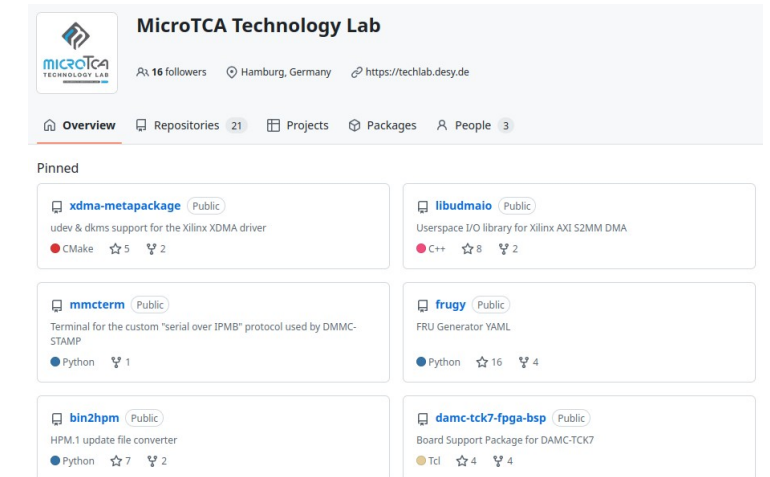 MicroTCA Technology Lab
microTCA
TECHNOLOGY LAB
16 followers Hamburg, Germany https://techlab.desy.de
Overview Repositories 21 Projects Packages People 3
Pinned
xdma-metapackage Public
udev & dkms support for the Xilinx XDMA driver
CMake 5 2
libudmaio Public
Userspace I/O library for Xilinx AXI S2MM DMA
C++ 8 2
mmcterm Public
Terminal for the custom "serial over IPMB" protocol used by DMMC-
STAMP
Python 1
frugy Public
FRU Generator YAML
Python 16 4
bin2hpm Public
HPM.1 update file converter
Python 7 2
damc-tck7-fpga-bsp Public
Board Support Package for DAMC-TCK7
Tcl 4 4